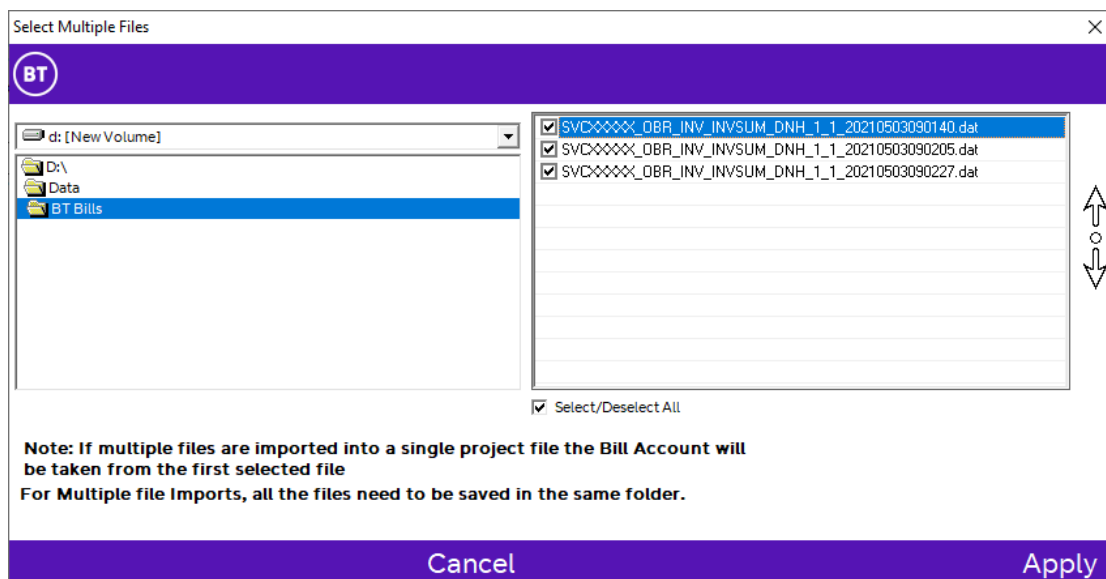 Select Multiple Files
BT
d: [New Volume]
D:\
Data
BT Bills
SVCXXXXX_OBR_INV_INVSUM_DNH_1_1_20210503090140.dat
SVCXXXXX_OBR_INV_INVSUM_DNH_1_1_20210503090205.dat
SVCXXXXX_OBR_INV_INVSUM_DNH_1_1_20210503090227.dat
Select/Deselect All
Note: If multiple files are imported into a single project file the Bill Account will
be taken from the first selected file
For Multiple file Imports, all the files need to be saved in the same folder.
Cancel
Apply